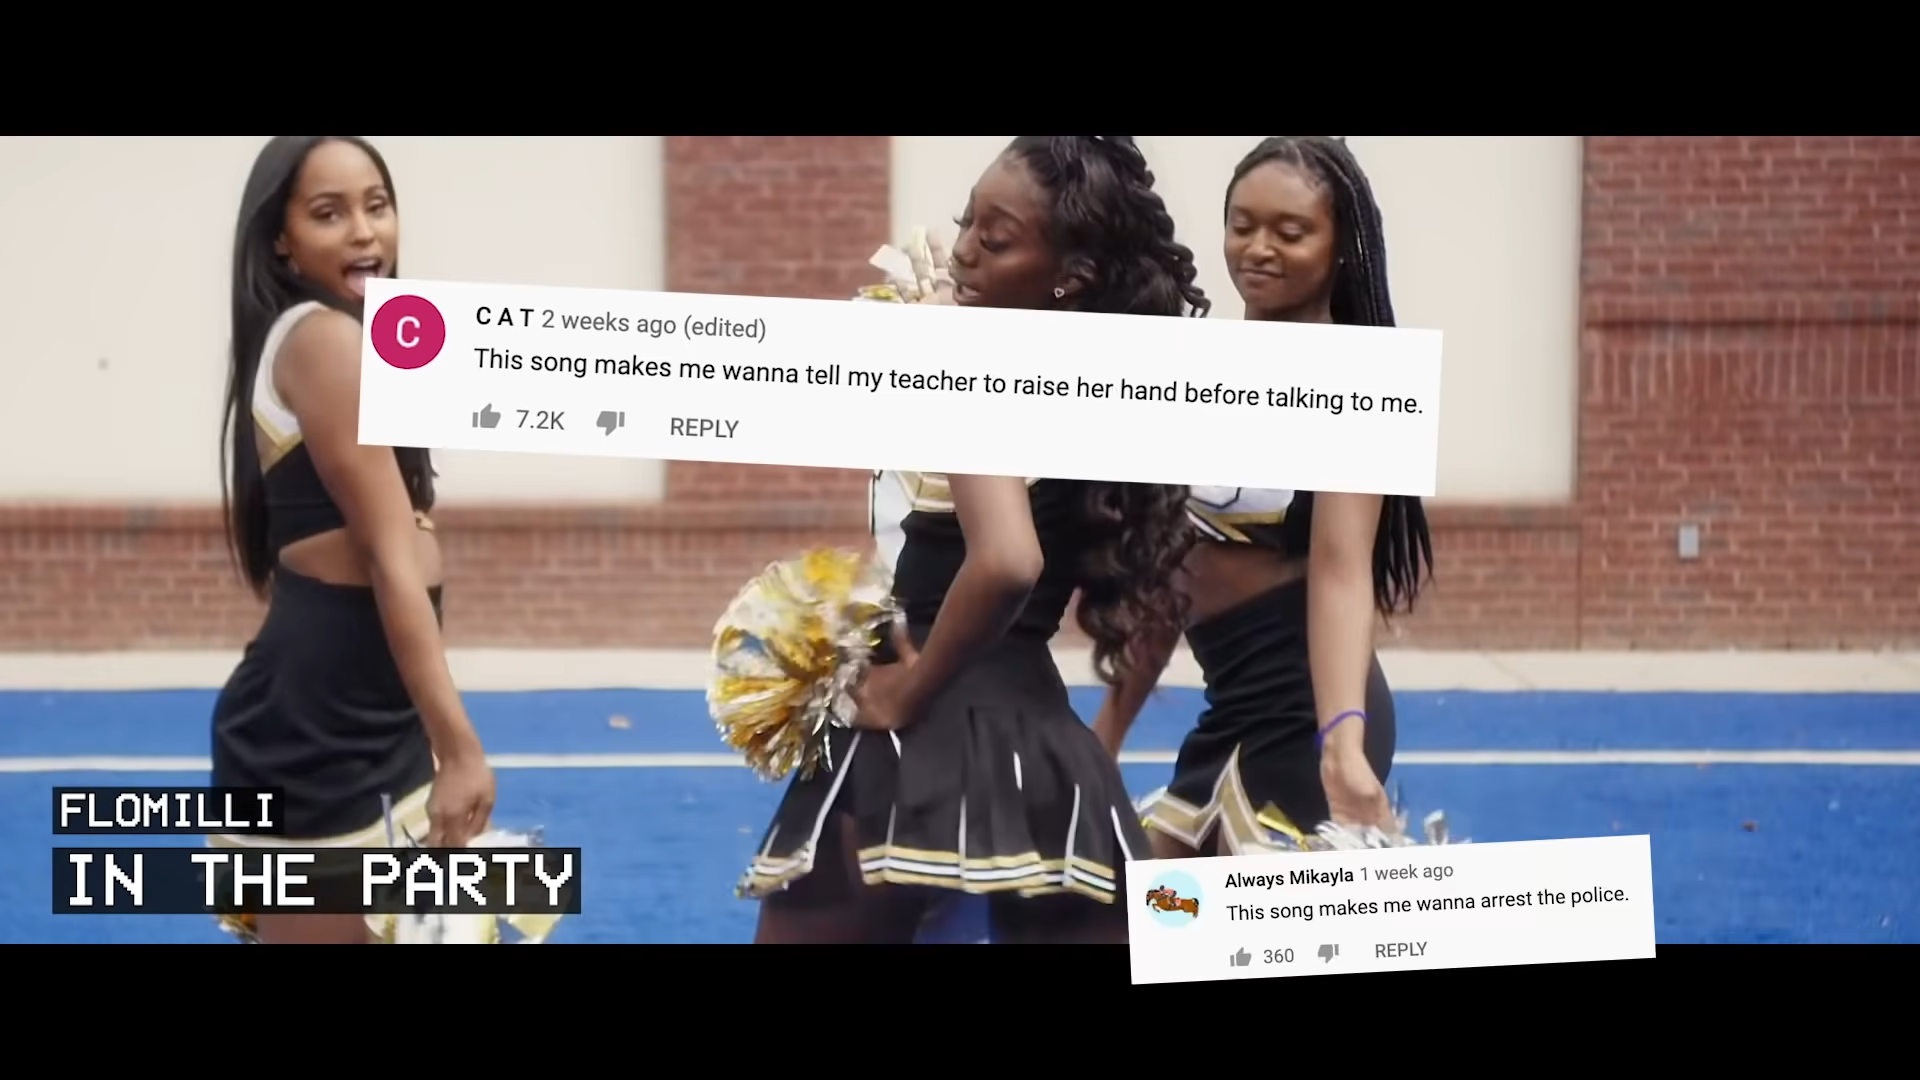 C
C A T 2 weeks ago (edited)
This song makes me wanna tell my teacher to raise her hand before talking to me.
7.2K REPLY
FLOMILLI
IN THE PARTY
Always Mikayla 1 week ago
This song makes me wanna arrest the police.
360 REPLY